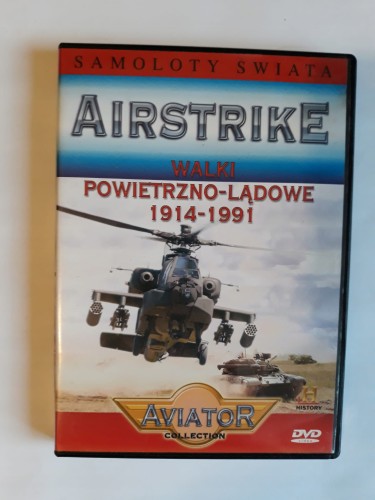 SAMOLOTY ŚWIATA
AIRSTRIKE
WALKI
POWIETRZNO-LĄDOWE
1914-1991
H
HISTORY
AVIATOR
COLLECTION
DVD